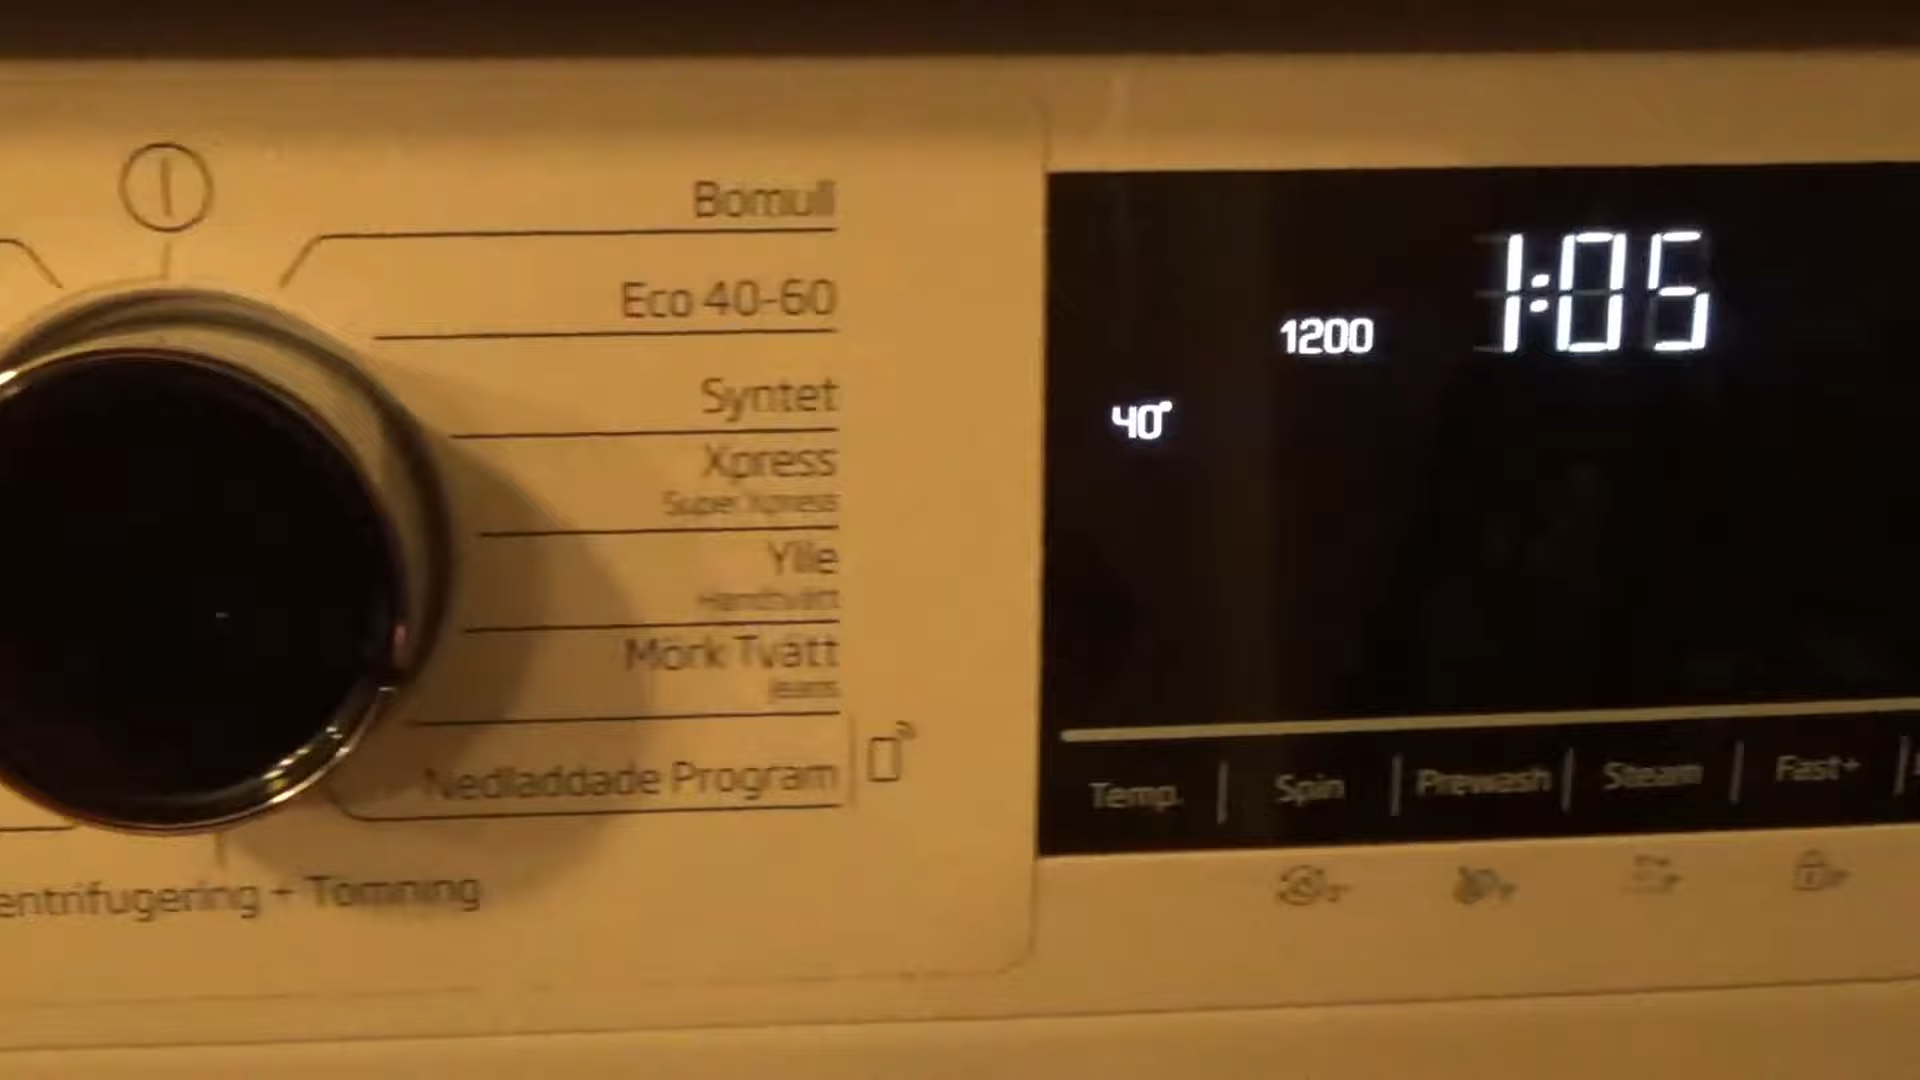 Bomull
Eco 40-60
Syntet
Xpress
Super Xpress
Ylle
Handtvätt
Mörk Tvätt
Jeans
Nedladdade Program
entrifugering + Tömning
1:05
1200
40°
Temp.
Spin
Prewash
Steam
Fast+